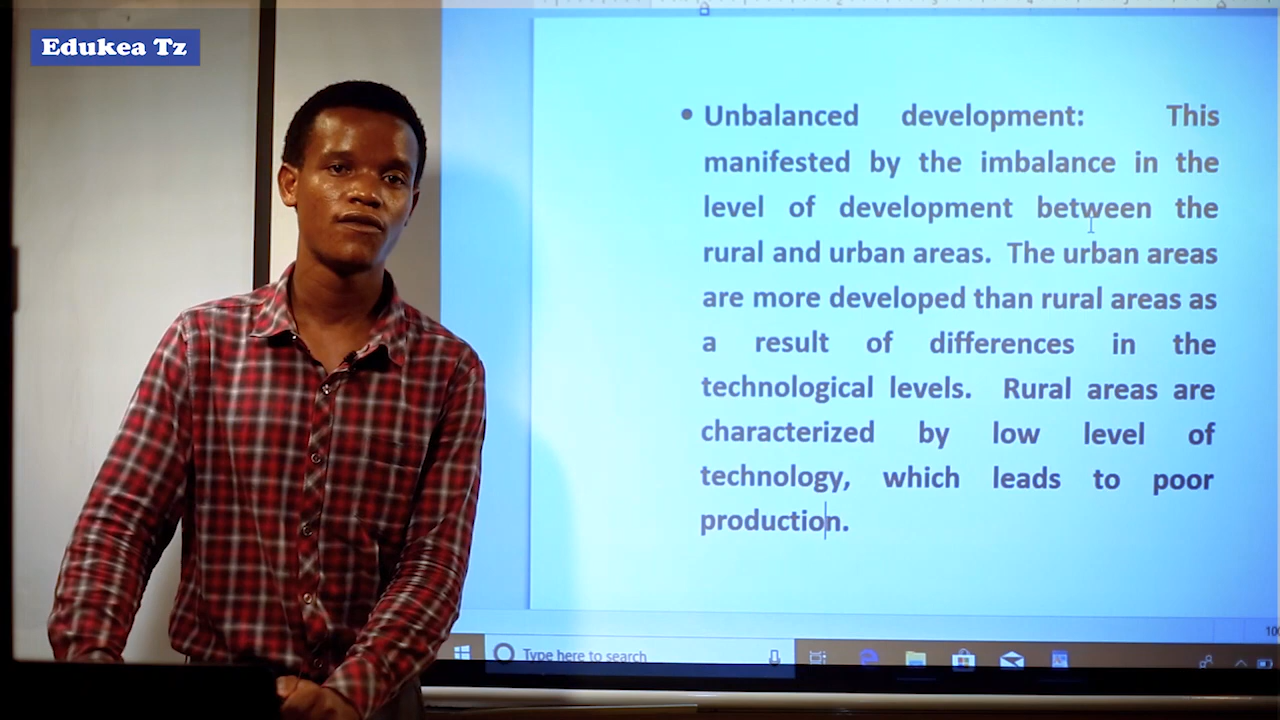 Edukea Tz
• Unbalanced development: This
manifested by the imbalance in the
level of development between the
rural and urban areas. The urban areas
are more developed than rural areas as
a result of differences in the
technological levels. Rural areas are
characterized by low level of
technology, which leads to poor
production.
Type here to search